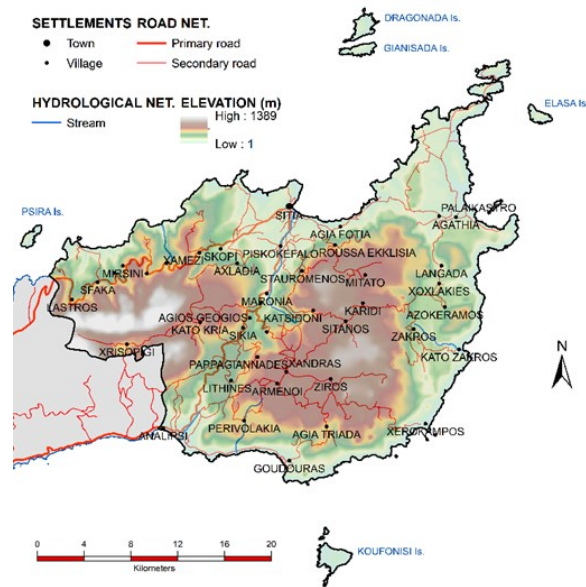 SETTLEMENTS ROAD NET.
Town
Primary road
Village
Secondary road
HYDROLOGICAL NET. ELEVATION (m)
Stream
High : 1389
Low : 1
DRAGONADA Is.
GIANISADA Is.
ELASA Is
PSIRA Is.
SITIA
PALAIKASTRO
AGATHIA
AGIA FOTIA
PISKOKEFALO
ROUSSA EKKLISIA
SKOPI
XAMEZ
AXLADIA
MIRSINI
SFAKA
LASTROS
STAUROMENOS
MITATO
LANGADA
XOXLAKIES
MARONIA
AGIOS GEOGIOS
KATSIDONI
KARIDI
AZOKERAMOS
KATO KRIA
SIKIA
SITANOS
ZAKROS
KATO ZAKROS
XRISOPIGI
PAPPAGIANNADES
XANDRAS
LITHINES
ARMENOI
ZIROS
PERIVOLAKIA
AGIA TRIADA
XEROKAMPOS
ANALIPSI
GOUDOURAS
KOUFONISI Is.
N
0 4 8 12 16 20
Kilometers